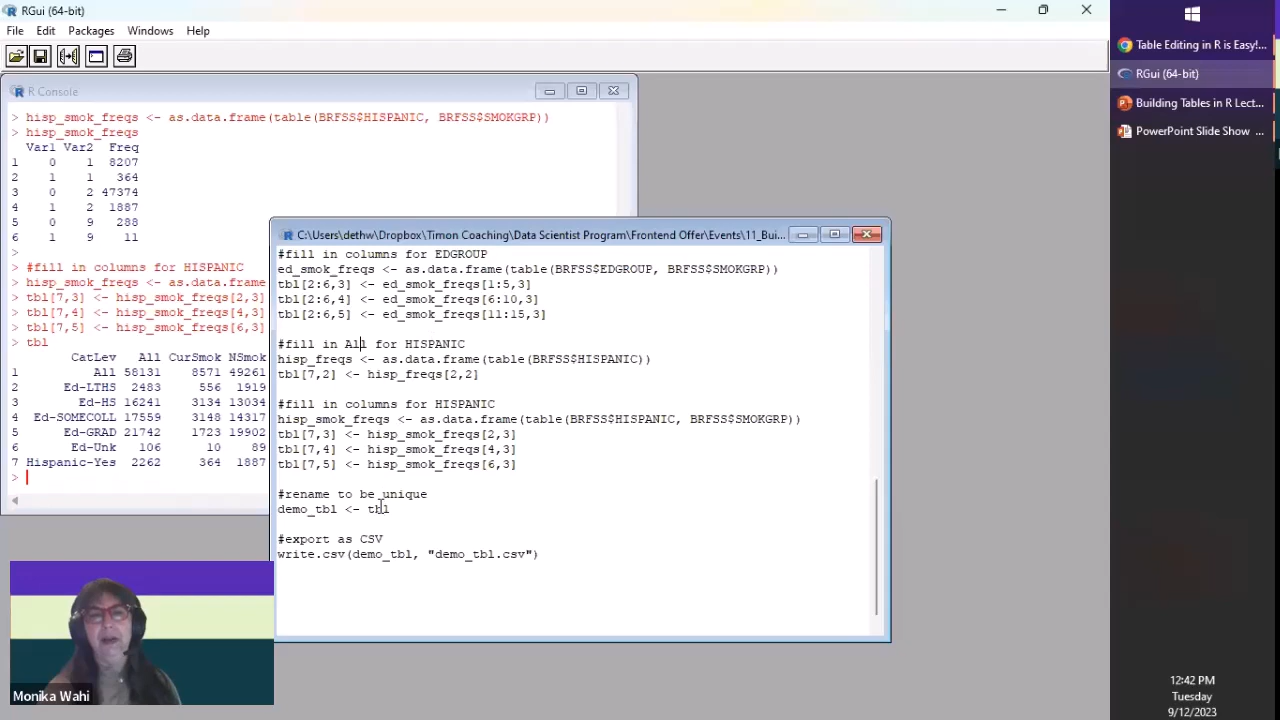 RGui (64-bit)
File Edit Packages Windows Help
R Console
> hisp_smok_freqs <- as.data.frame(table(BRFSS$HISPANIC, BRFSS$SMOKGRP))
> hisp_smok_freqs
Var1 Var2 Freq
1 0 1 8207
2 1 1 364
3 0 2 47374
4 1 2 1887
5 0 9 288
6 1 9 11
>
> #fill in columns for HISPANIC
> hisp_smok_freqs <- as.data.frame
> tbl[7,3] <- hisp_smok_freqs[2,3]
> tbl[7,4] <- hisp_smok_freqs[4,3]
> tbl[7,5] <- hisp_smok_freqs[6,3]
> tbl
CatLev All CurSmok NSmok
1 All 58131 8571 49261
2 Ed-LTHS 2483 556 1919
3 Ed-HS 16241 3134 13034
4 Ed-SOMECOLL 17559 3148 14317
5 Ed-GRAD 21742 1723 19902
6 Ed-Unk 106 10 89
7 Hispanic-Yes 2262 364 1887
>
C:\Users\dethw\Dropbox\Timon Coaching\Data Scientist Program\Frontend Offer\Events\11_Bui...
#fill in columns for EDGROUP
ed_smok_freqs <- as.data.frame(table(BRFSS$EDGROUP, BRFSS$SMOKGRP))
tbl[2:6,3] <- ed_smok_freqs[1:5,3]
tbl[2:6,4] <- ed_smok_freqs[6:10,3]
tbl[2:6,5] <- ed_smok_freqs[11:15,3]
#fill in All for HISPANIC
hisp_freqs <- as.data.frame(table(BRFSS$HISPANIC))
tbl[7,2] <- hisp_freqs[2,2]
#fill in columns for HISPANIC
hisp_smok_freqs <- as.data.frame(table(BRFSS$HISPANIC, BRFSS$SMOKGRP))
tbl[7,3] <- hisp_smok_freqs[2,3]
tbl[7,4] <- hisp_smok_freqs[4,3]
tbl[7,5] <- hisp_smok_freqs[6,3]
#rename to be unique
demo_tbl <- tbl
#export as CSV
write.csv(demo_tbl, "demo_tbl.csv")
Monika Wahi
Table Editing in R is Easy!...
RGui (64-bit)
Building Tables in R Lect...
PowerPoint Slide Show ...
12:42 PM
Tuesday
9/12/2023